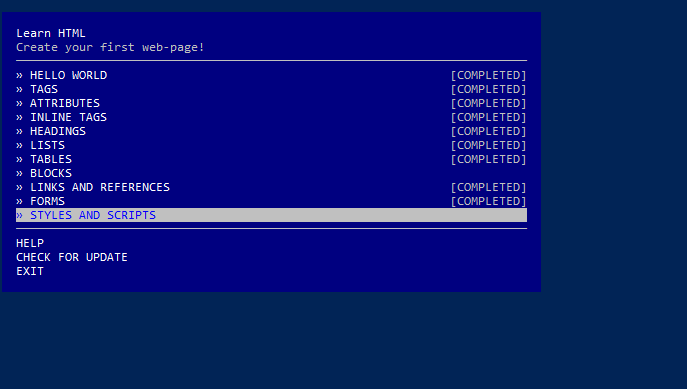 Learn HTML
Create your first web-page!
» HELLO WORLD [COMPLETED]
» TAGS [COMPLETED]
» ATTRIBUTES [COMPLETED]
» INLINE TAGS [COMPLETED]
» HEADINGS [COMPLETED]
» LISTS [COMPLETED]
» TABLES [COMPLETED]
» BLOCKS
» LINKS AND REFERENCES [COMPLETED]
» FORMS [COMPLETED]
» STYLES AND SCRIPTS
HELP
CHECK FOR UPDATE
EXIT